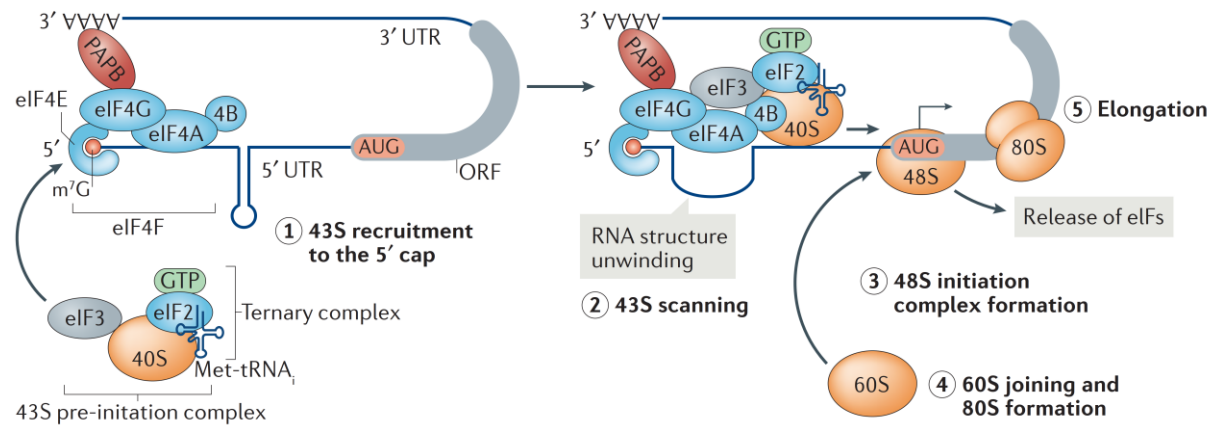 3′ AAAA
PAPB
3′ UTR
eIF4E
eIF4G
eIF4A
4B
5′
m⁷G
5′ UTR
AUG
ORF
eIF4F
1 43S recruitment
to the 5′ cap
GTP
eIF3
eIF2
40S
Ternary complex
Met-tRNAᵢ
43S pre-initation complex
3′ AAAA
PAPB
GTP
eIF3
eIF2
eIF4G
eIF4A
4B
40S
5′
AUG
48S
80S
5 Elongation
Release of eIFs
RNA structure
unwinding
2 43S scanning
3 48S initiation
complex formation
60S
4 60S joining and
80S formation